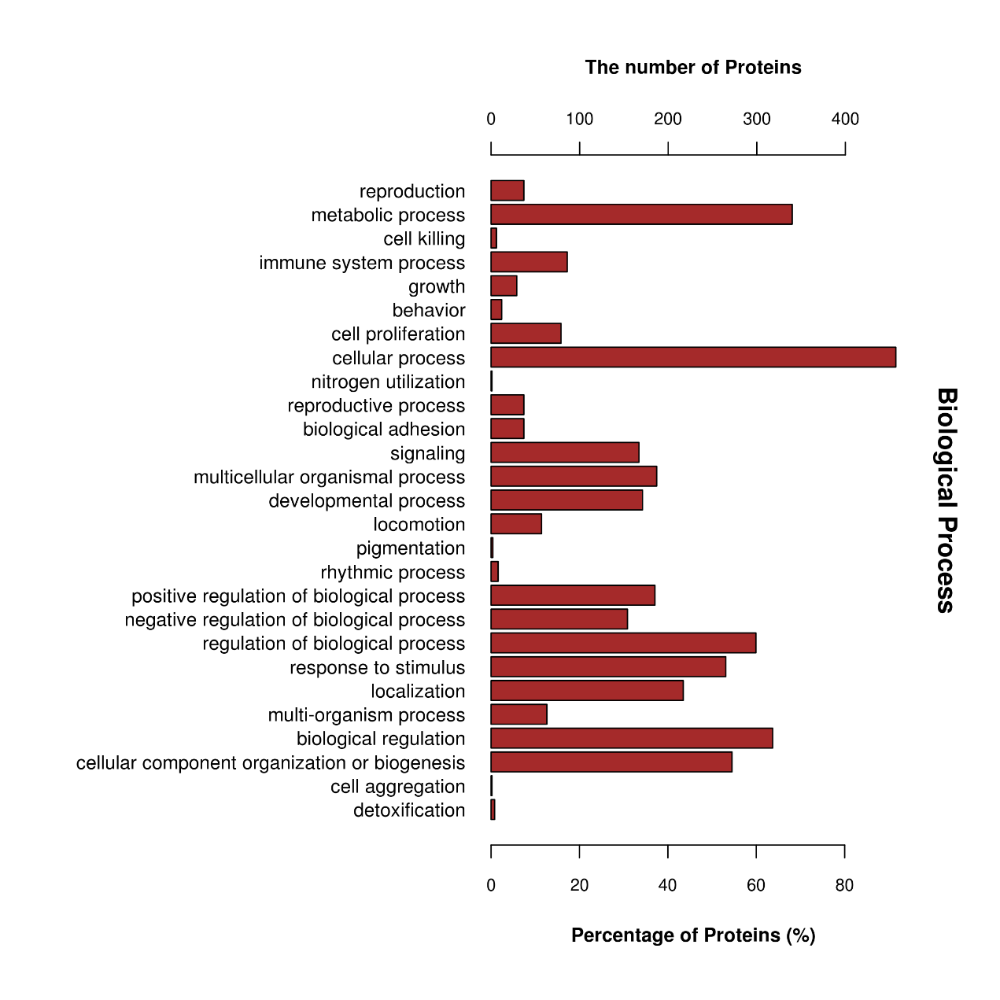 The number of Proteins
0 100 200 300 400
reproduction
metabolic process
cell killing
immune system process
growth
behavior
cell proliferation
cellular process
nitrogen utilization
reproductive process
biological adhesion
signaling
multicellular organismal process
developmental process
locomotion
pigmentation
rhythmic process
positive regulation of biological process
negative regulation of biological process
regulation of biological process
response to stimulus
localization
multi-organism process
biological regulation
cellular component organization or biogenesis
cell aggregation
detoxification
Biological Process
0 20 40 60 80
Percentage of Proteins (%)